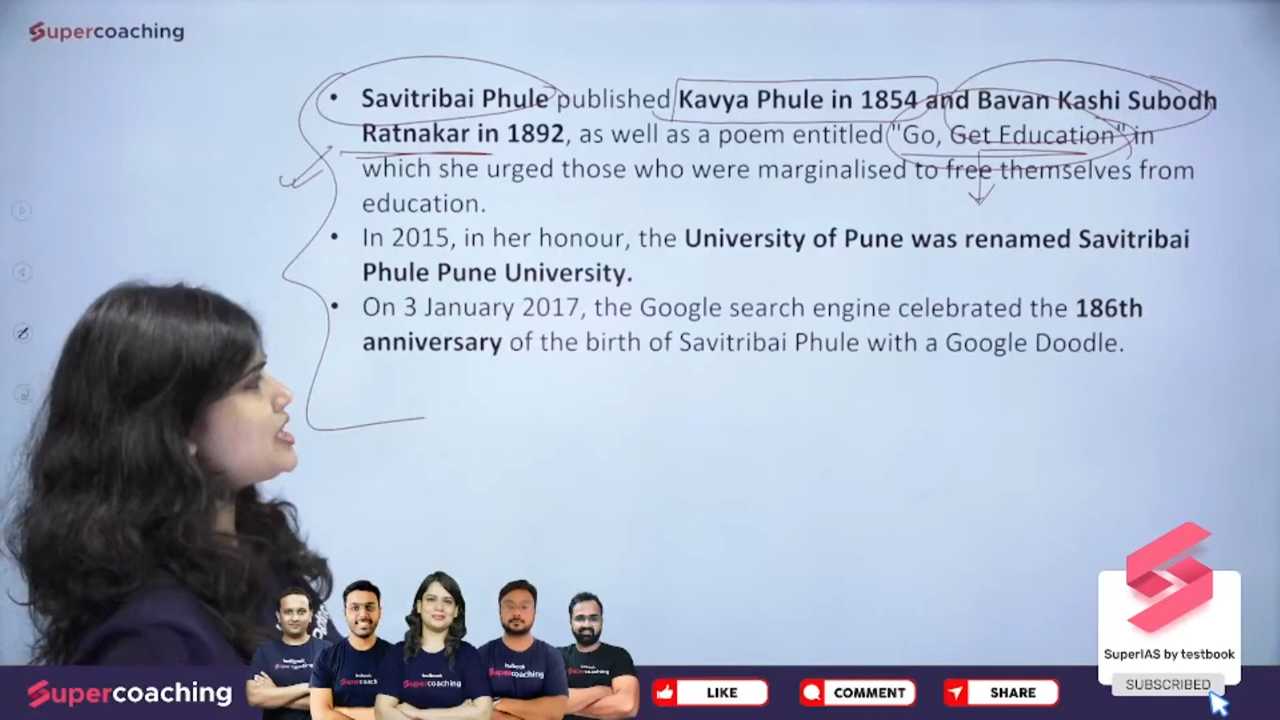 Supercoaching
• Savitribai Phule published Kavya Phule in 1854 and Bavan Kashi Subodh
Ratnakar in 1892, as well as a poem entitled "Go, Get Education" in
which she urged those who were marginalised to free themselves from
education.
• In 2015, in her honour, the University of Pune was renamed Savitribai
Phule Pune University.
• On 3 January 2017, the Google search engine celebrated the 186th
anniversary of the birth of Savitribai Phule with a Google Doodle.
SuperIAS by testbook
SUBSCRIBED
Supercoaching
LIKE
COMMENT
SHARE